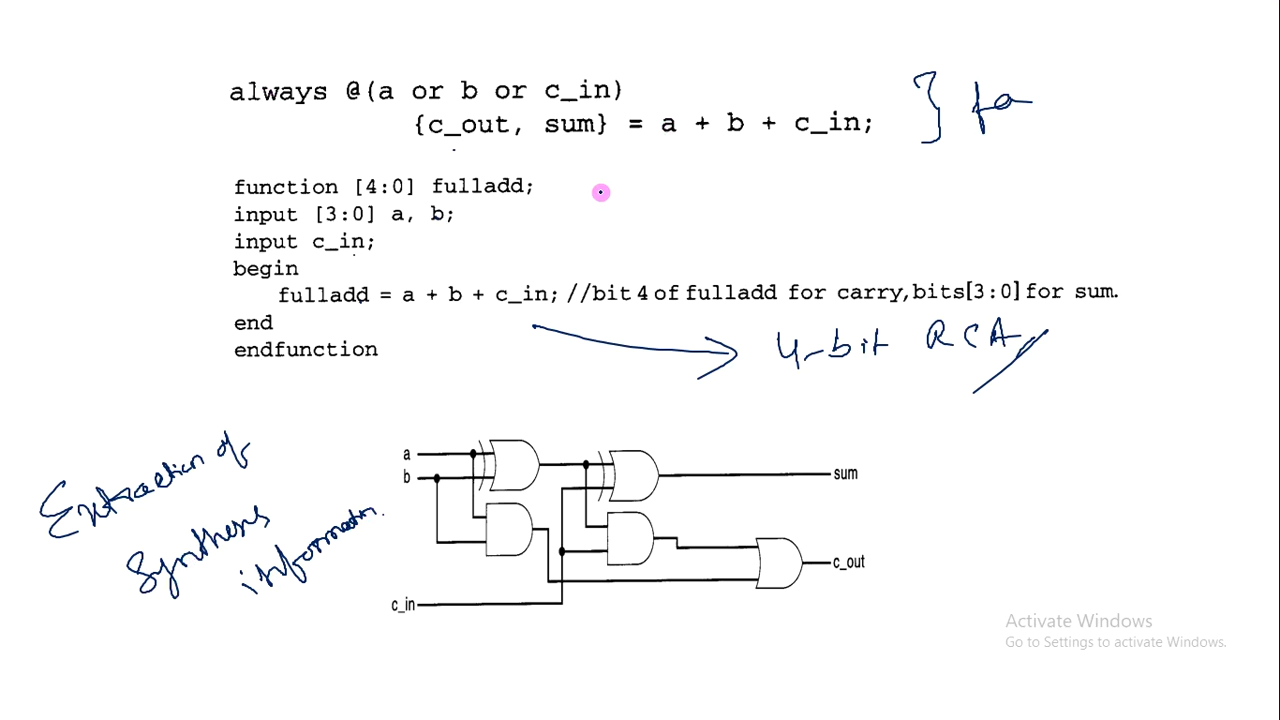 always @(a or b or c_in)
{c_out, sum} = a + b + c_in;
} fa
function [4:0] fulladd;
input [3:0] a, b;
input c_in;
begin
fulladd = a + b + c_in; //bit 4 of fulladd for carry,bits[3:0] for sum.
end
endfunction
4-bit RCA
Extraction of
Synthesis
information.
a
b
sum
c_out
c_in
Activate Windows
Go to Settings to activate Windows.